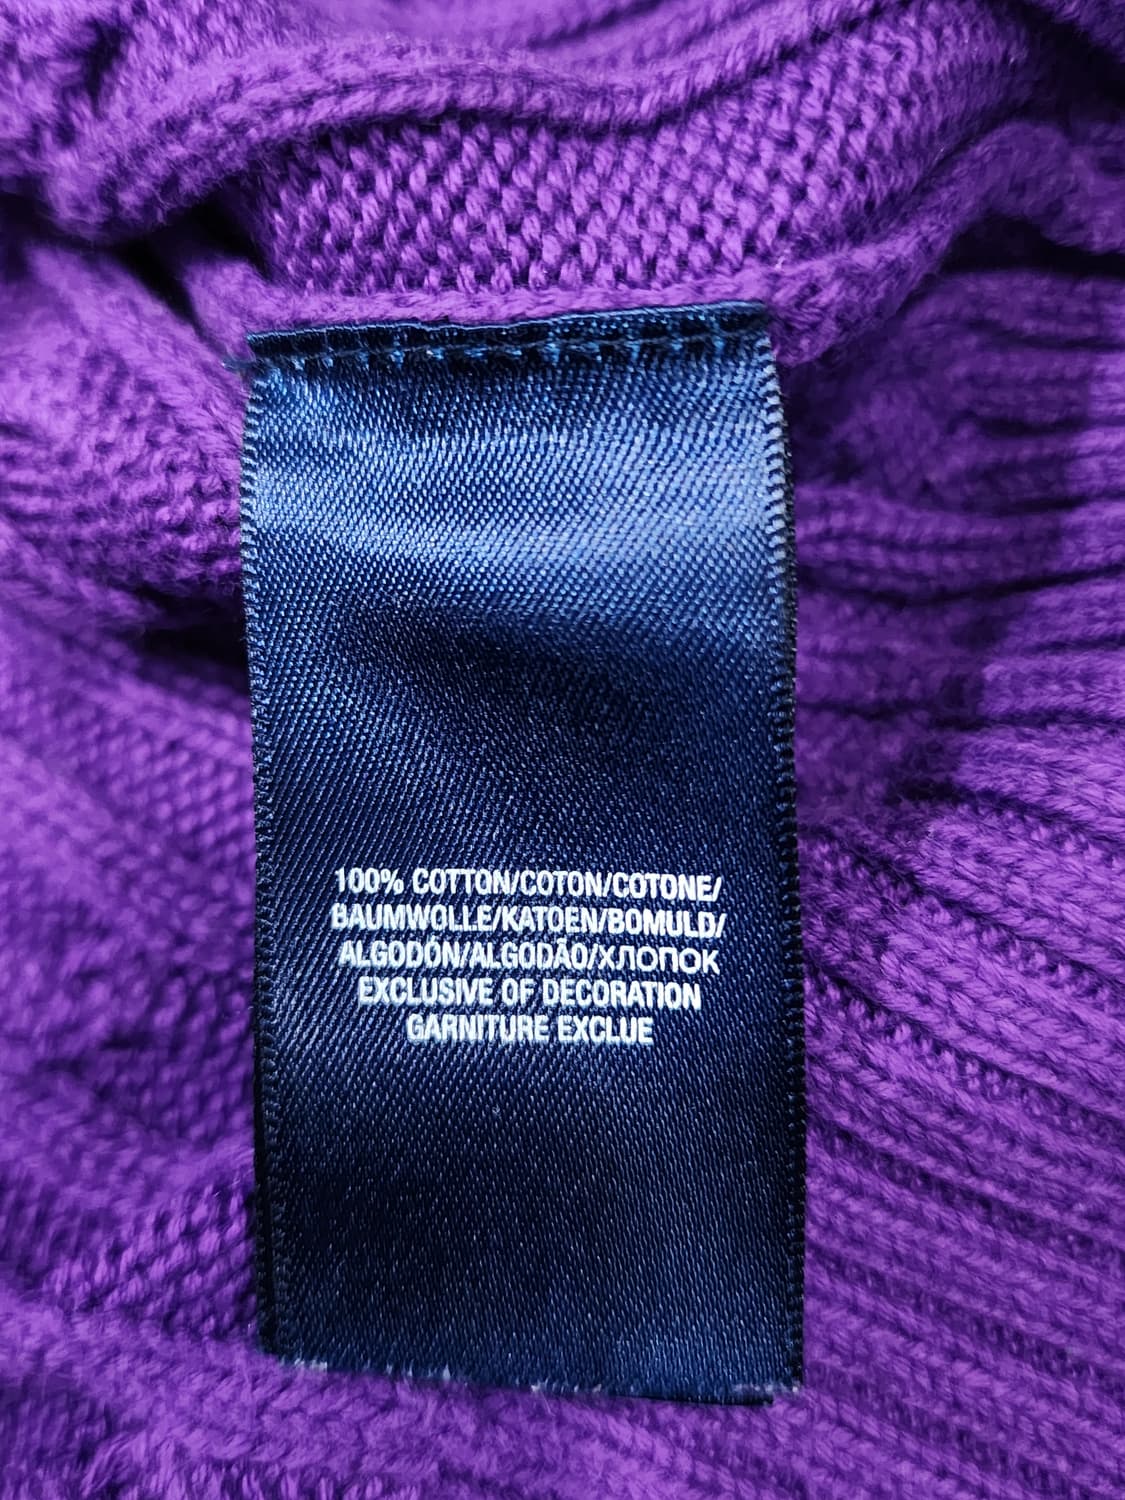 100% COTTON/COTON/COTONE/
BAUMWOLLE/KATOEN/BOMULD/
ALGODÓN/ALGODÃO/ХЛОПОК
EXCLUSIVE OF DECORATION
GARNITURE EXCLUE